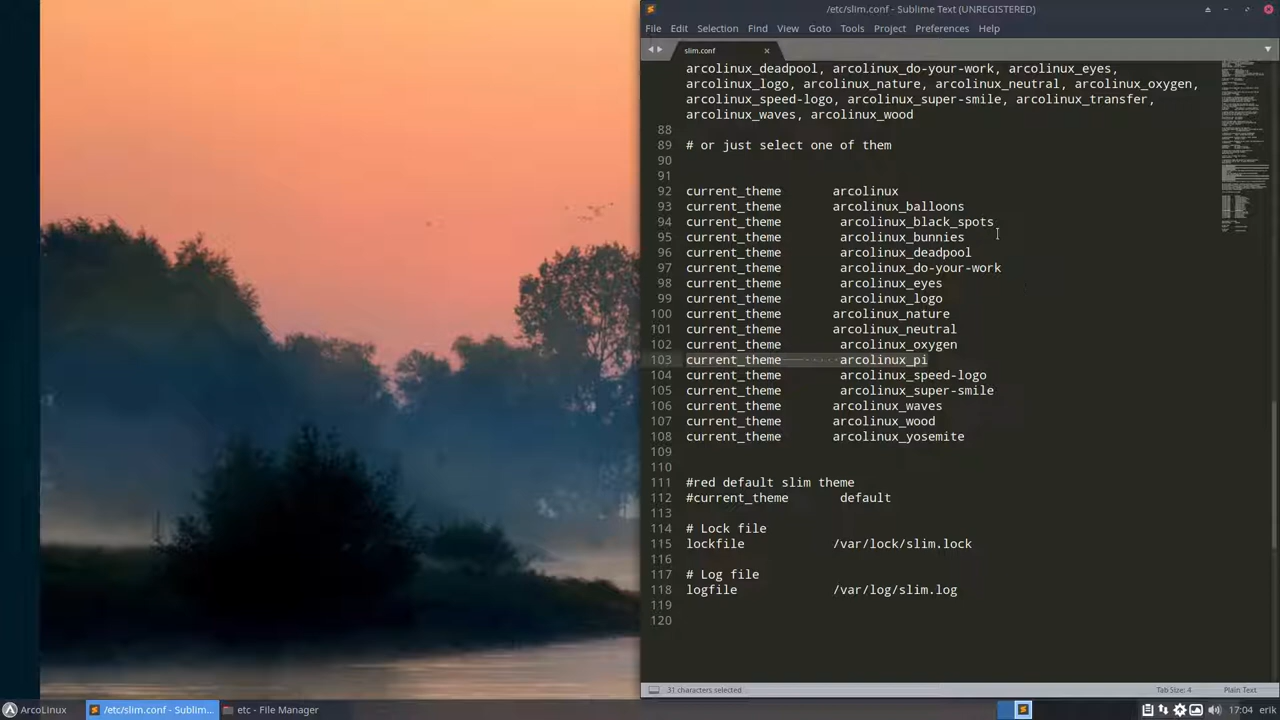 /etc/slim.conf - Sublime Text (UNREGISTERED)
File Edit Selection View Find Goto Tools Project Preferences Help
slim.conf
arcolinux_deadpool, arcolinux_do-your-work, arcolinux_eyes,
arcolinux_logo, arcolinux_nature, arcolinux_neutral, arcolinux_oxygen,
arcolinux_speed-logo, arcolinux_super-smile, arcolinux_transfer,
arcolinux_waves, arcolinux_wood
88
89 # or just select one of them
90
91
92 current_theme arcolinux
93 current_theme arcolinux_balloons
94 current_theme arcolinux_black_spots
95 current_theme arcolinux_bunnies
96 current_theme arcolinux_deadpool
97 current_theme arcolinux_do-your-work
98 current_theme arcolinux_eyes
99 current_theme arcolinux_logo
100 current_theme arcolinux_nature
101 current_theme arcolinux_neutral
102 current_theme arcolinux_oxygen
103 current_theme arcolinux_pi
104 current_theme arcolinux_speed-logo
105 current_theme arcolinux_super-smile
106 current_theme arcolinux_waves
107 current_theme arcolinux_wood
108 current_theme arcolinux_yosemite
109
110
111 #red default slim theme
112 #current_theme default
113
114 # Lock file
115 lockfile /var/lock/slim.lock
116
117 # Log file
118 logfile /var/log/slim.log
119
120
31 characters selected Tab Size: 4 Plain Text
ArcoLinux /etc/slim.conf - Sublim... etc - File Manager 17:04 erik